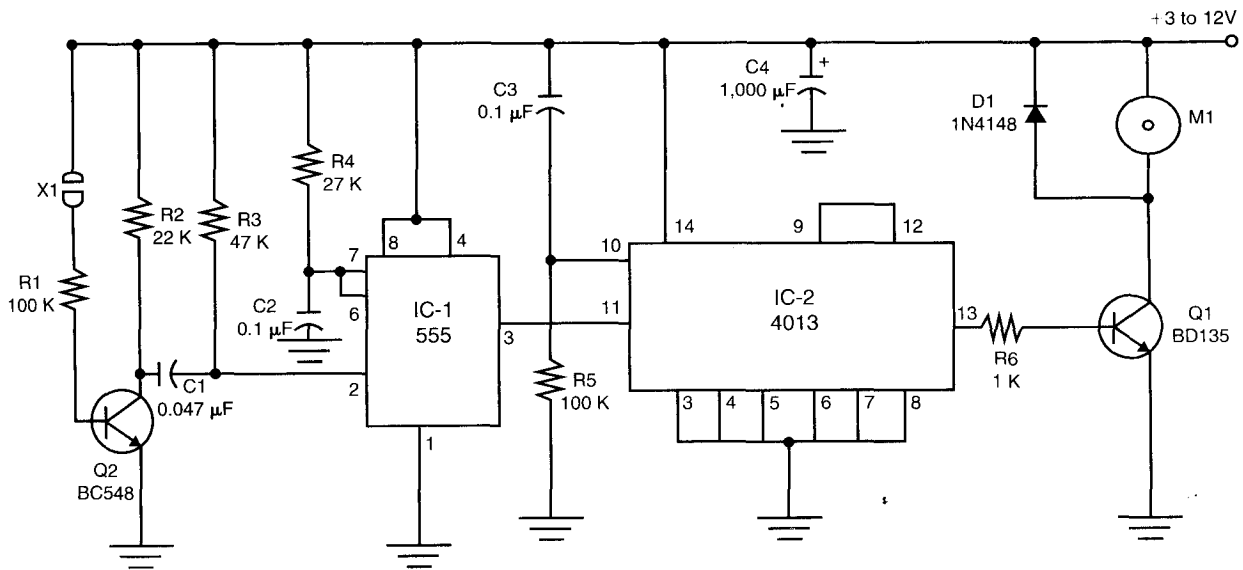 +3 to 12V
C4
+
1,000 µF
C3
0.1 µF
D1
1N4148
M1
R4
27 K
X1
R2
22 K
R3
47 K
8
4
14
9
12
7
10
R1
100 K
C2
0.1 µF
6
IC-1
555
3
11
IC-2
4013
13
R6
1 K
Q1
BD135
C1
0.047 µF
2
R5
100 K
3
4
5
6
7
8
1
Q2
BC548